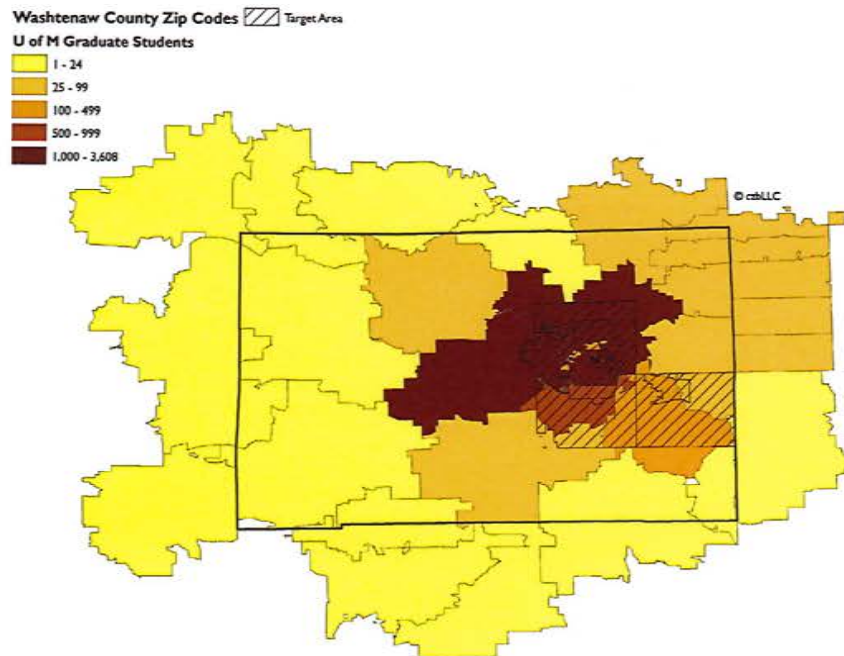 Washtenaw County Zip Codes Target Area
U of M Graduate Students
1 - 24
25 - 99
100 - 499
500 - 999
1,000 - 3,608
© czbLLC